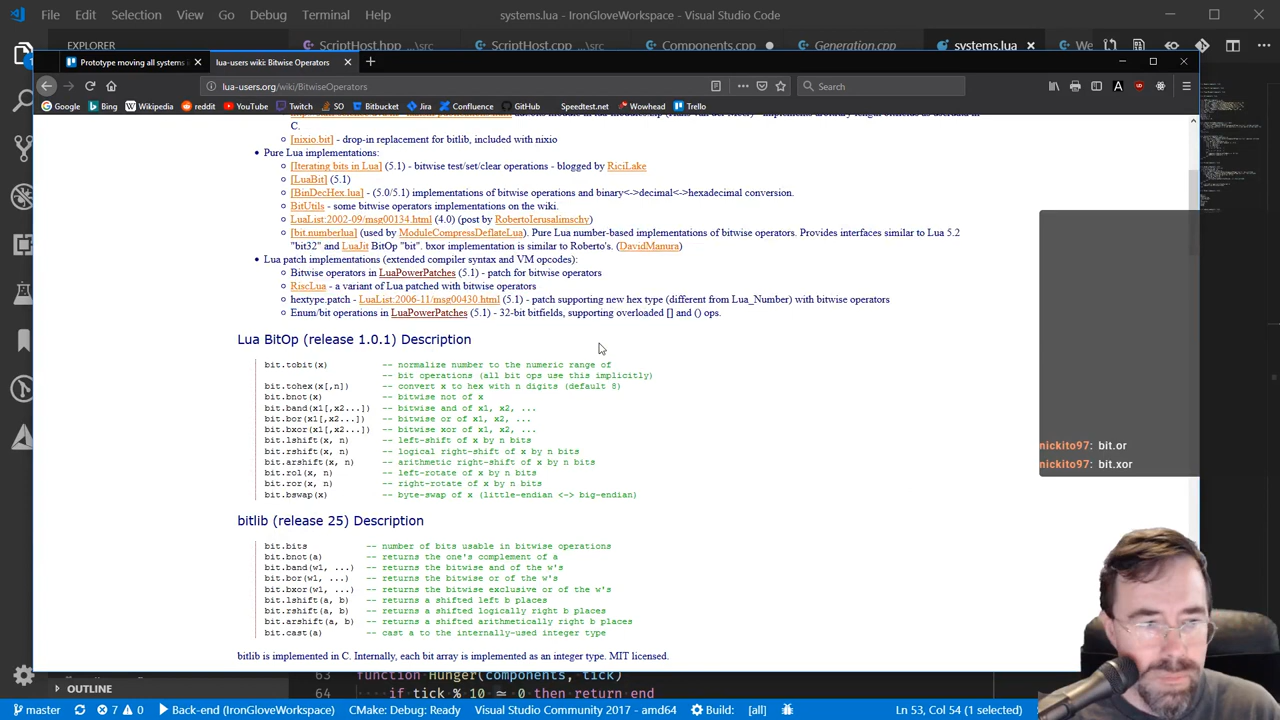 File Edit Selection View Go Debug Terminal Help systems.lua - IronGloveWorkspace - Visual Studio Code
EXPLORER ScriptHost.hpp ...\src ScriptHost.cpp ...\src Components.cpp Generation.cpp systems.lua We
Prototype moving all systems i lua-users wiki: Bitwise Operators
lua-users.org/wiki/BitwiseOperators Search
Google Bing Wikipedia reddit YouTube Twitch SO Bitbucket Jira Confluence GitHub Speedtest.net Wowhead Trello
C.
[nixio.bit] - drop-in replacement for bitlib, included with nixio
Pure Lua implementations:
[Iterating bits in Lua] (5.1) - bitwise test/set/clear operations - blogged by RiciLake
[LuaBit] (5.1)
[BinDecHex.lua] - (5.0/5.1) implementations of bitwise operations and binary<->decimal<->hexadecimal conversion.
BitUtils - some bitwise operators implementations on the wiki.
LuaList:2002-09/msg00134.html (4.0) (post by RobertoIerusalimschy)
[bit.numberlua] (used by ModuleCompressDeflateLua). Pure Lua number-based implementations of bitwise operators. Provides interfaces similar to Lua 5.2
"bit32" and LuaJit BitOp "bit". bxor implementation is similar to Roberto's. (DavidManura)
Lua patch implementations (extended compiler syntax and VM opcodes):
Bitwise operators in LuaPowerPatches (5.1) - patch for bitwise operators
RiscLua - a variant of Lua patched with bitwise operators
hextype.patch - LuaList:2006-11/msg00430.html (5.1) - patch supporting new hex type (different from Lua_Number) with bitwise operators
Enum/bit operations in LuaPowerPatches (5.1) - 32-bit bitfields, supporting overloaded [] and () ops.
Lua BitOp (release 1.0.1) Description
bit.tobit(x) -- normalize number to the numeric range of
-- bit operations (all bit ops use this implicitly)
bit.tohex(x[,n]) -- convert x to hex with n digits (default 8)
bit.bnot(x) -- bitwise not of x
bit.band(x1[,x2...]) -- bitwise and of x1, x2, ...
bit.bor(x1[,x2...]) -- bitwise or of x1, x2, ...
bit.bxor(x1[,x2...]) -- bitwise xor of x1, x2, ...
bit.lshift(x, n) -- left-shift of x by n bits
bit.rshift(x, n) -- logical right-shift of x by n bits
bit.arshift(x, n) -- arithmetic right-shift of x by n bits
bit.rol(x, n) -- left-rotate of x by n bits
bit.ror(x, n) -- right-rotate of x by n bits
bit.bswap(x) -- byte-swap of x (little-endian <-> big-endian)
nickito97: bit.or
nickito97: bit.xor
bitlib (release 25) Description
bit.bits -- number of bits usable in bitwise operations
bit.bnot(a) -- returns the one's complement of a
bit.band(w1, ...) -- returns the bitwise and of the w's
bit.bor(w1, ...) -- returns the bitwise or of the w's
bit.bxor(w1, ...) -- returns the bitwise exclusive or of the w's
bit.lshift(a, b) -- returns a shifted left b places
bit.rshift(a, b) -- returns a shifted logically right b places
bit.arshift(a, b) -- returns a shifted arithmetically right b places
bit.cast(a) -- cast a to the internally-used integer type
bitlib is implemented in C. Internally, each bit array is implemented as an integer type. MIT licensed.
63 function Hunger(components, tick)
OUTLINE
64 if tick % 10 ~= 0 then return end
master 7 0 Back-end (IronGloveWorkspace) CMake: Debug: Ready Visual Studio Community 2017 - amd64 Build: [all] Ln 53, Col 54 (1 selected)